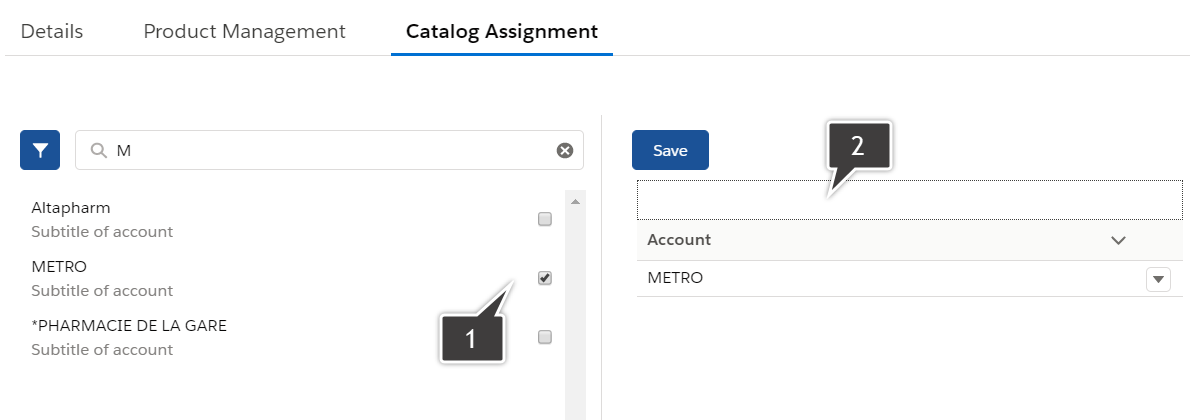 Details Product Management Catalog Assignment
M
Altapharm
Subtitle of account
METRO
Subtitle of account
*PHARMACIE DE LA GARE
Subtitle of account
1
Save
2
Account
METRO